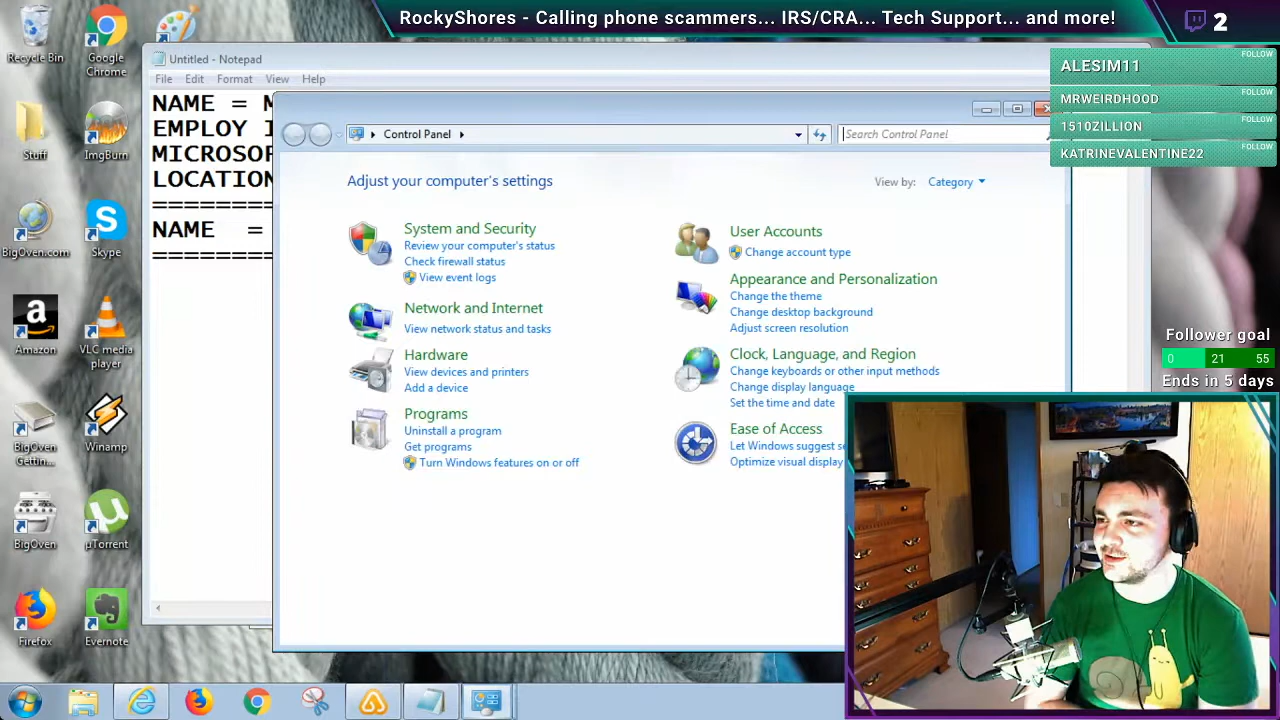 RockyShores - Calling phone scammers... IRS/CRA... Tech Support... and more!
2
FOLLOW
ALESIM11
FOLLOW
MRWEIRDHOOD
FOLLOW
1510ZILLION
FOLLOW
KATRINEVALENTINE22
Follower goal
0 21 55
Ends in 5 days
Recycle Bin
Google Chrome
Stuff
ImgBurn
BigOven.com
Skype
Amazon
VLC media player
BigOven Gettin...
Winamp
BigOven
µTorrent
Firefox
Evernote
Untitled - Notepad
File Edit Format View Help
NAME =
EMPLOY
MICROSOF
LOCATION
=========
NAME =
=========
Control Panel
Search Control Panel
Adjust your computer's settings
View by: Category
System and Security
Review your computer's status
Check firewall status
View event logs
Network and Internet
View network status and tasks
Hardware
View devices and printers
Add a device
Programs
Uninstall a program
Get programs
Turn Windows features on or off
User Accounts
Change account type
Appearance and Personalization
Change the theme
Change desktop background
Adjust screen resolution
Clock, Language, and Region
Change keyboards or other input methods
Change display language
Set the time and date
Ease of Access
Let Windows suggest se
Optimize visual display